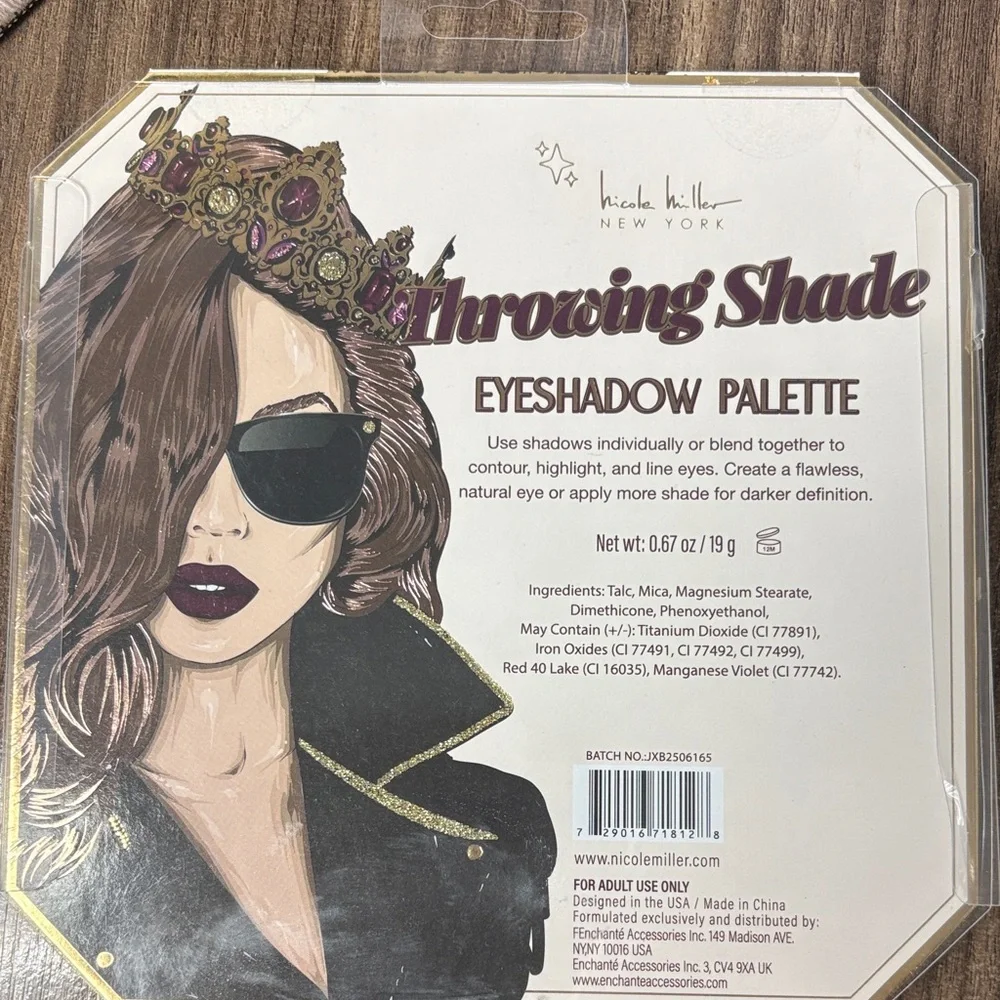 Nicole Miller
NEW YORK
Throwing Shade
EYESHADOW PALETTE
Use shadows individually or blend together to
contour, highlight, and line eyes. Create a flawless,
natural eye or apply more shade for darker definition.
Net wt: 0.67 oz / 19 g
12M
Ingredients: Talc, Mica, Magnesium Stearate,
Dimethicone, Phenoxyethanol,
May Contain (+/-): Titanium Dioxide (CI 77891),
Iron Oxides (CI 77491, CI 77492, CI 77499),
Red 40 Lake (CI 16035), Manganese Violet (CI 77742).
BATCH NO.:JXB2506165
7 29016 71812 8
www.nicolemiller.com
FOR ADULT USE ONLY
Designed in the USA / Made in China
Formulated exclusively and distributed by:
FEnchanté Accessories Inc. 149 Madison AVE.
NY,NY 10016 USA
Enchanté Accessories Inc. 3, CV4 9XA UK
www.enchanteaccessories.com